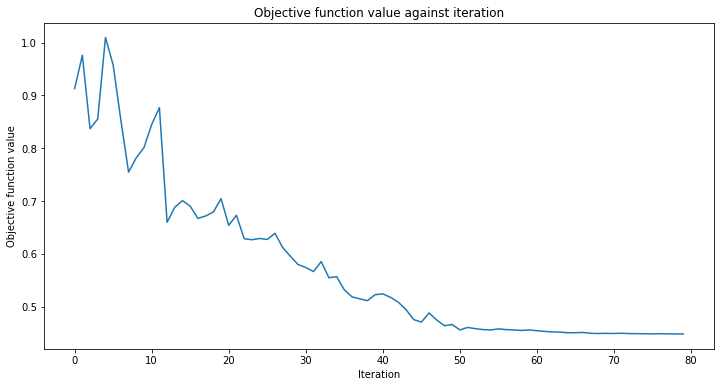 Objective function value against iteration
Objective function value
1.0
0.9
0.8
0.7
0.6
0.5
0 10 20 30 40 50 60 70 80
Iteration